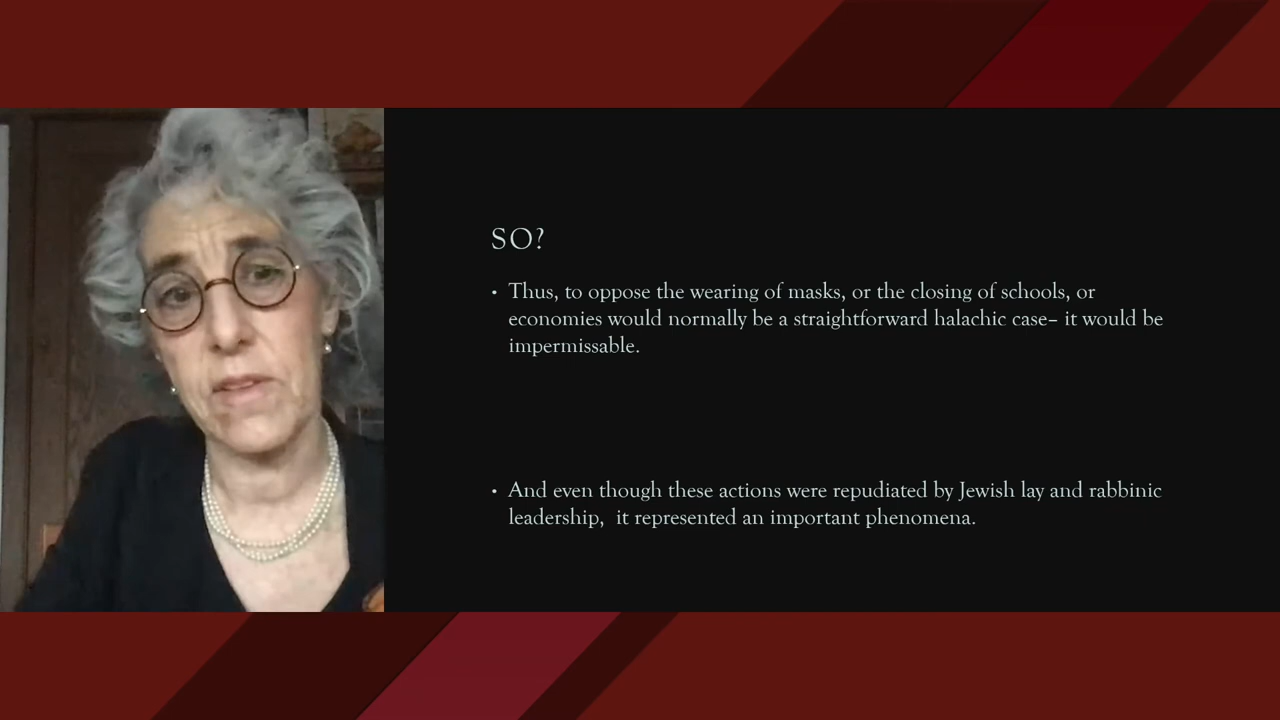 SO?
• Thus, to oppose the wearing of masks, or the closing of schools, or
economies would normally be a straightforward halachic case– it would be
impermissable.
• And even though these actions were repudiated by Jewish lay and rabbinic
leadership,  it represented an important phenomena.